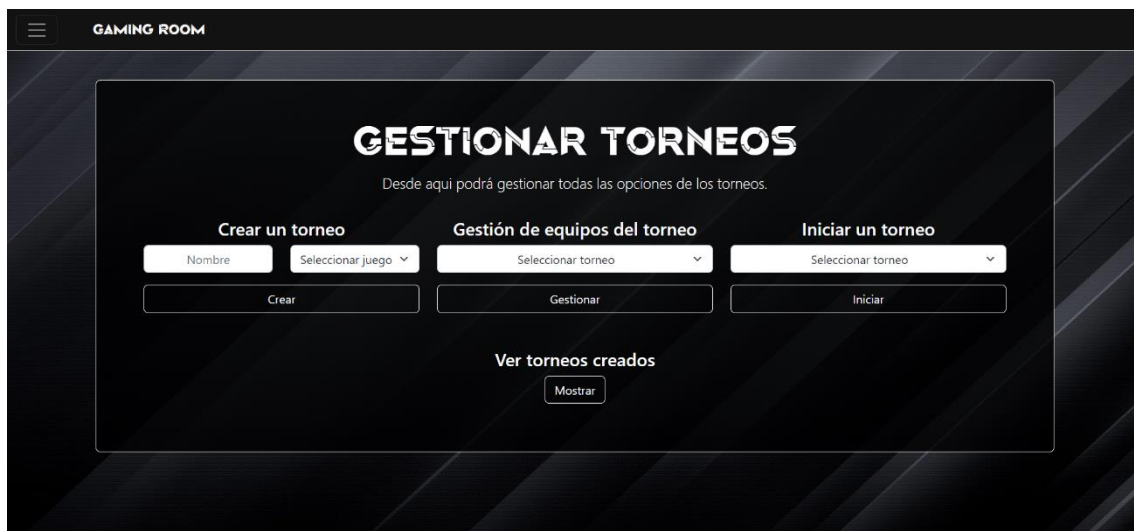 GAMING ROOM
GESTIONAR TORNEOS
Desde aqui podrá gestionar todas las opciones de los torneos.
Crear un torneo
Nombre
Seleccionar juego
Crear
Gestión de equipos del torneo
Seleccionar torneo
Gestionar
Iniciar un torneo
Seleccionar torneo
Iniciar
Ver torneos creados
Mostrar